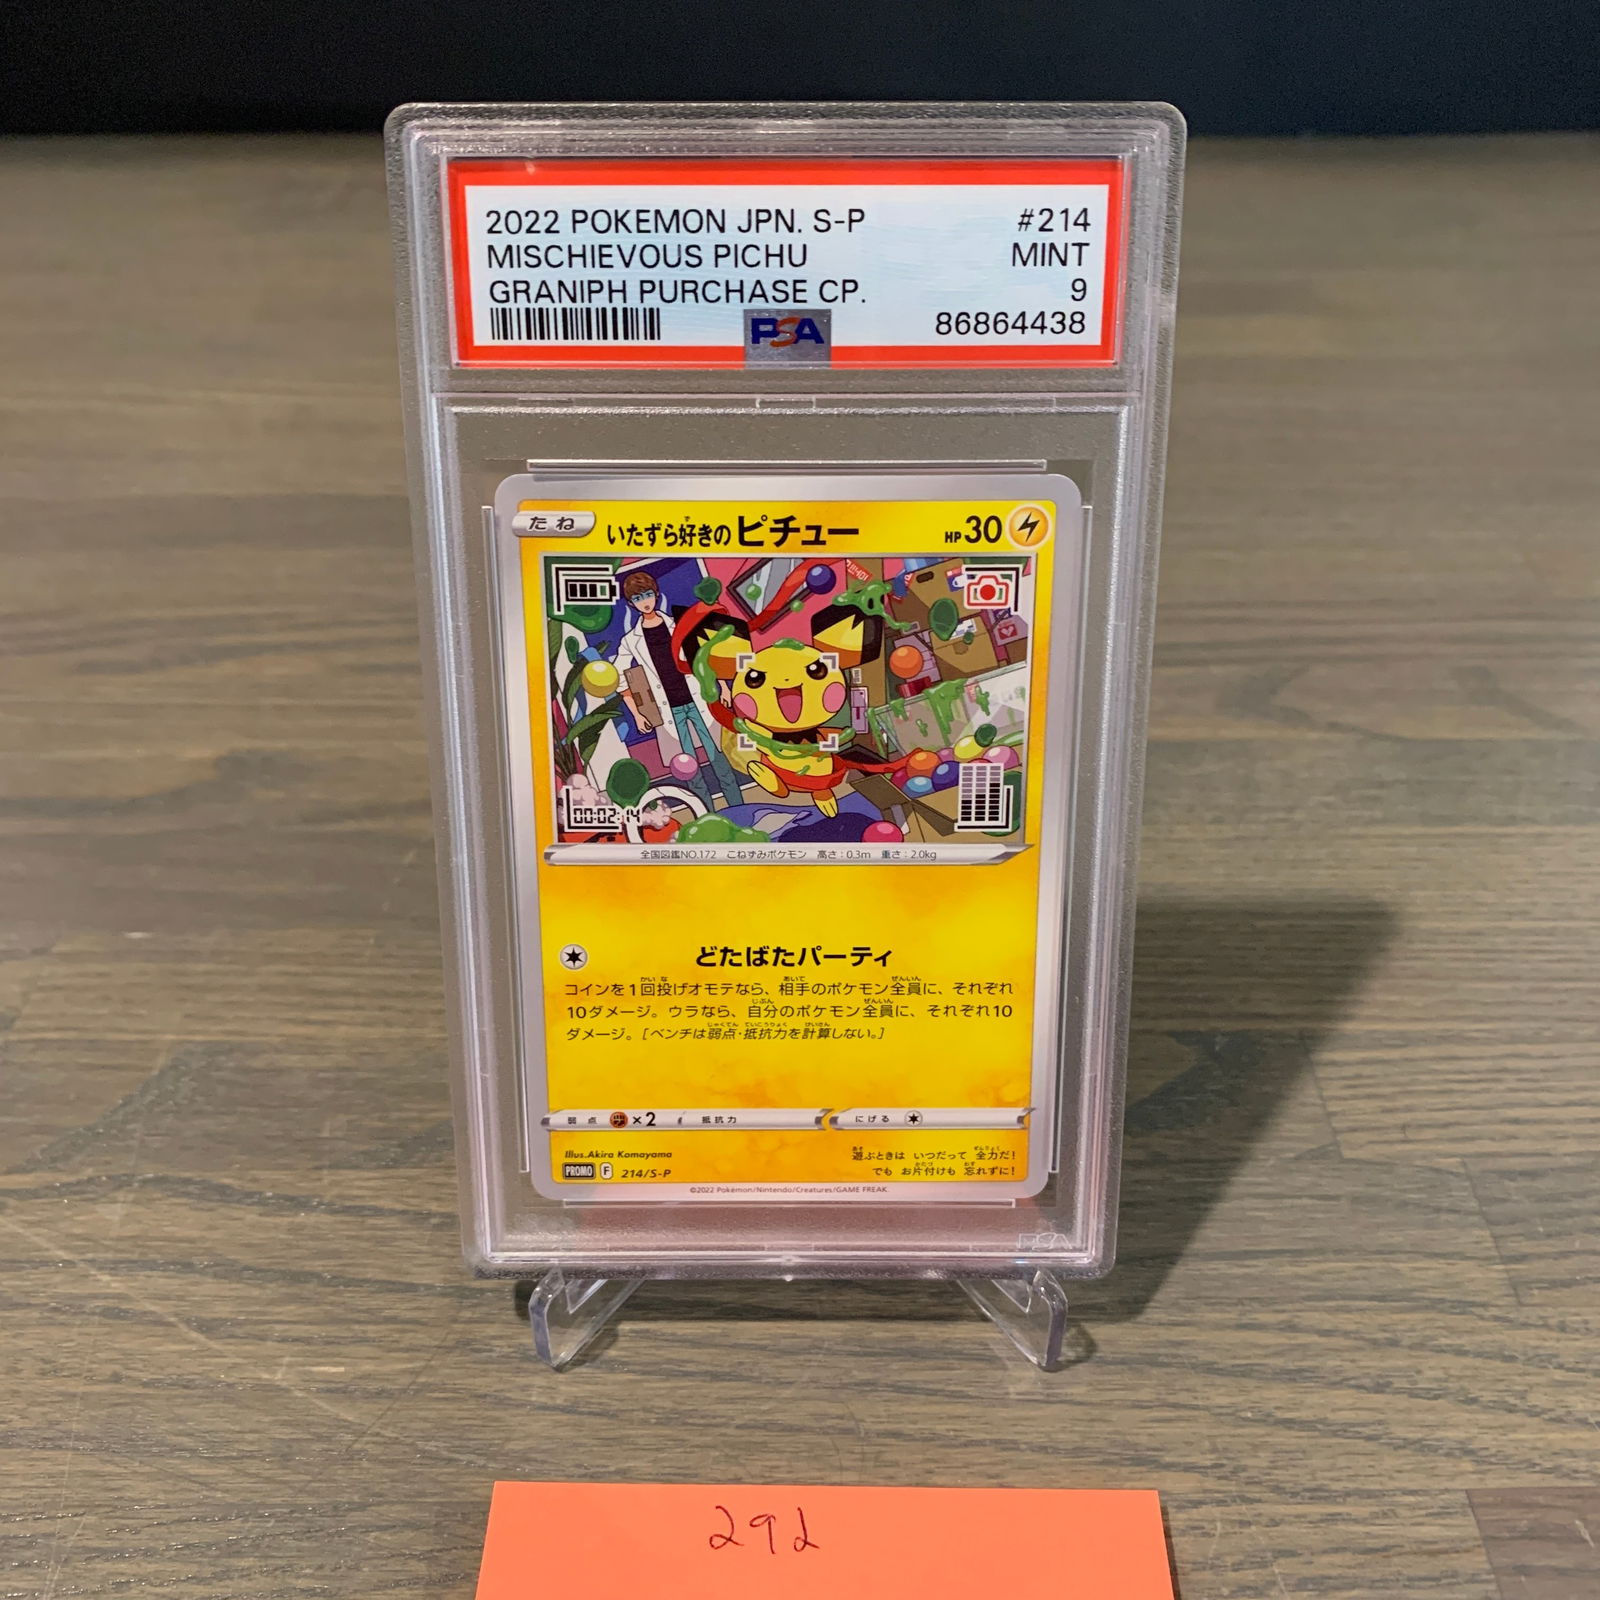 2022 POKEMON JPN. S-P #214
MISCHIEVOUS PICHU MINT
GRANIPH PURCHASE CP. 9
PSA 86864438
たね いたずら好きのピチュー HP 30
00:02:14
全国図鑑NO.172 こねずみポケモン 高さ:0.3m 重さ:2.0kg
どたばたパーティ
コインを1回投げオモテなら、相手のポケモン全員に、それぞれ
10ダメージ。ウラなら、自分のポケモン全員に、それぞれ10
ダメージ。[ベンチは弱点・抵抗力を計算しない。]
弱点 ×2 抵抗力 にげる
Illus.Akira Komayama
遊ぶときは いつだって 全力だ!
PROMO F 214/S-P
でも お片付けも 忘れずに!
©2022 Pokémon/Nintendo/Creatures/GAME FREAK.
PSA
292